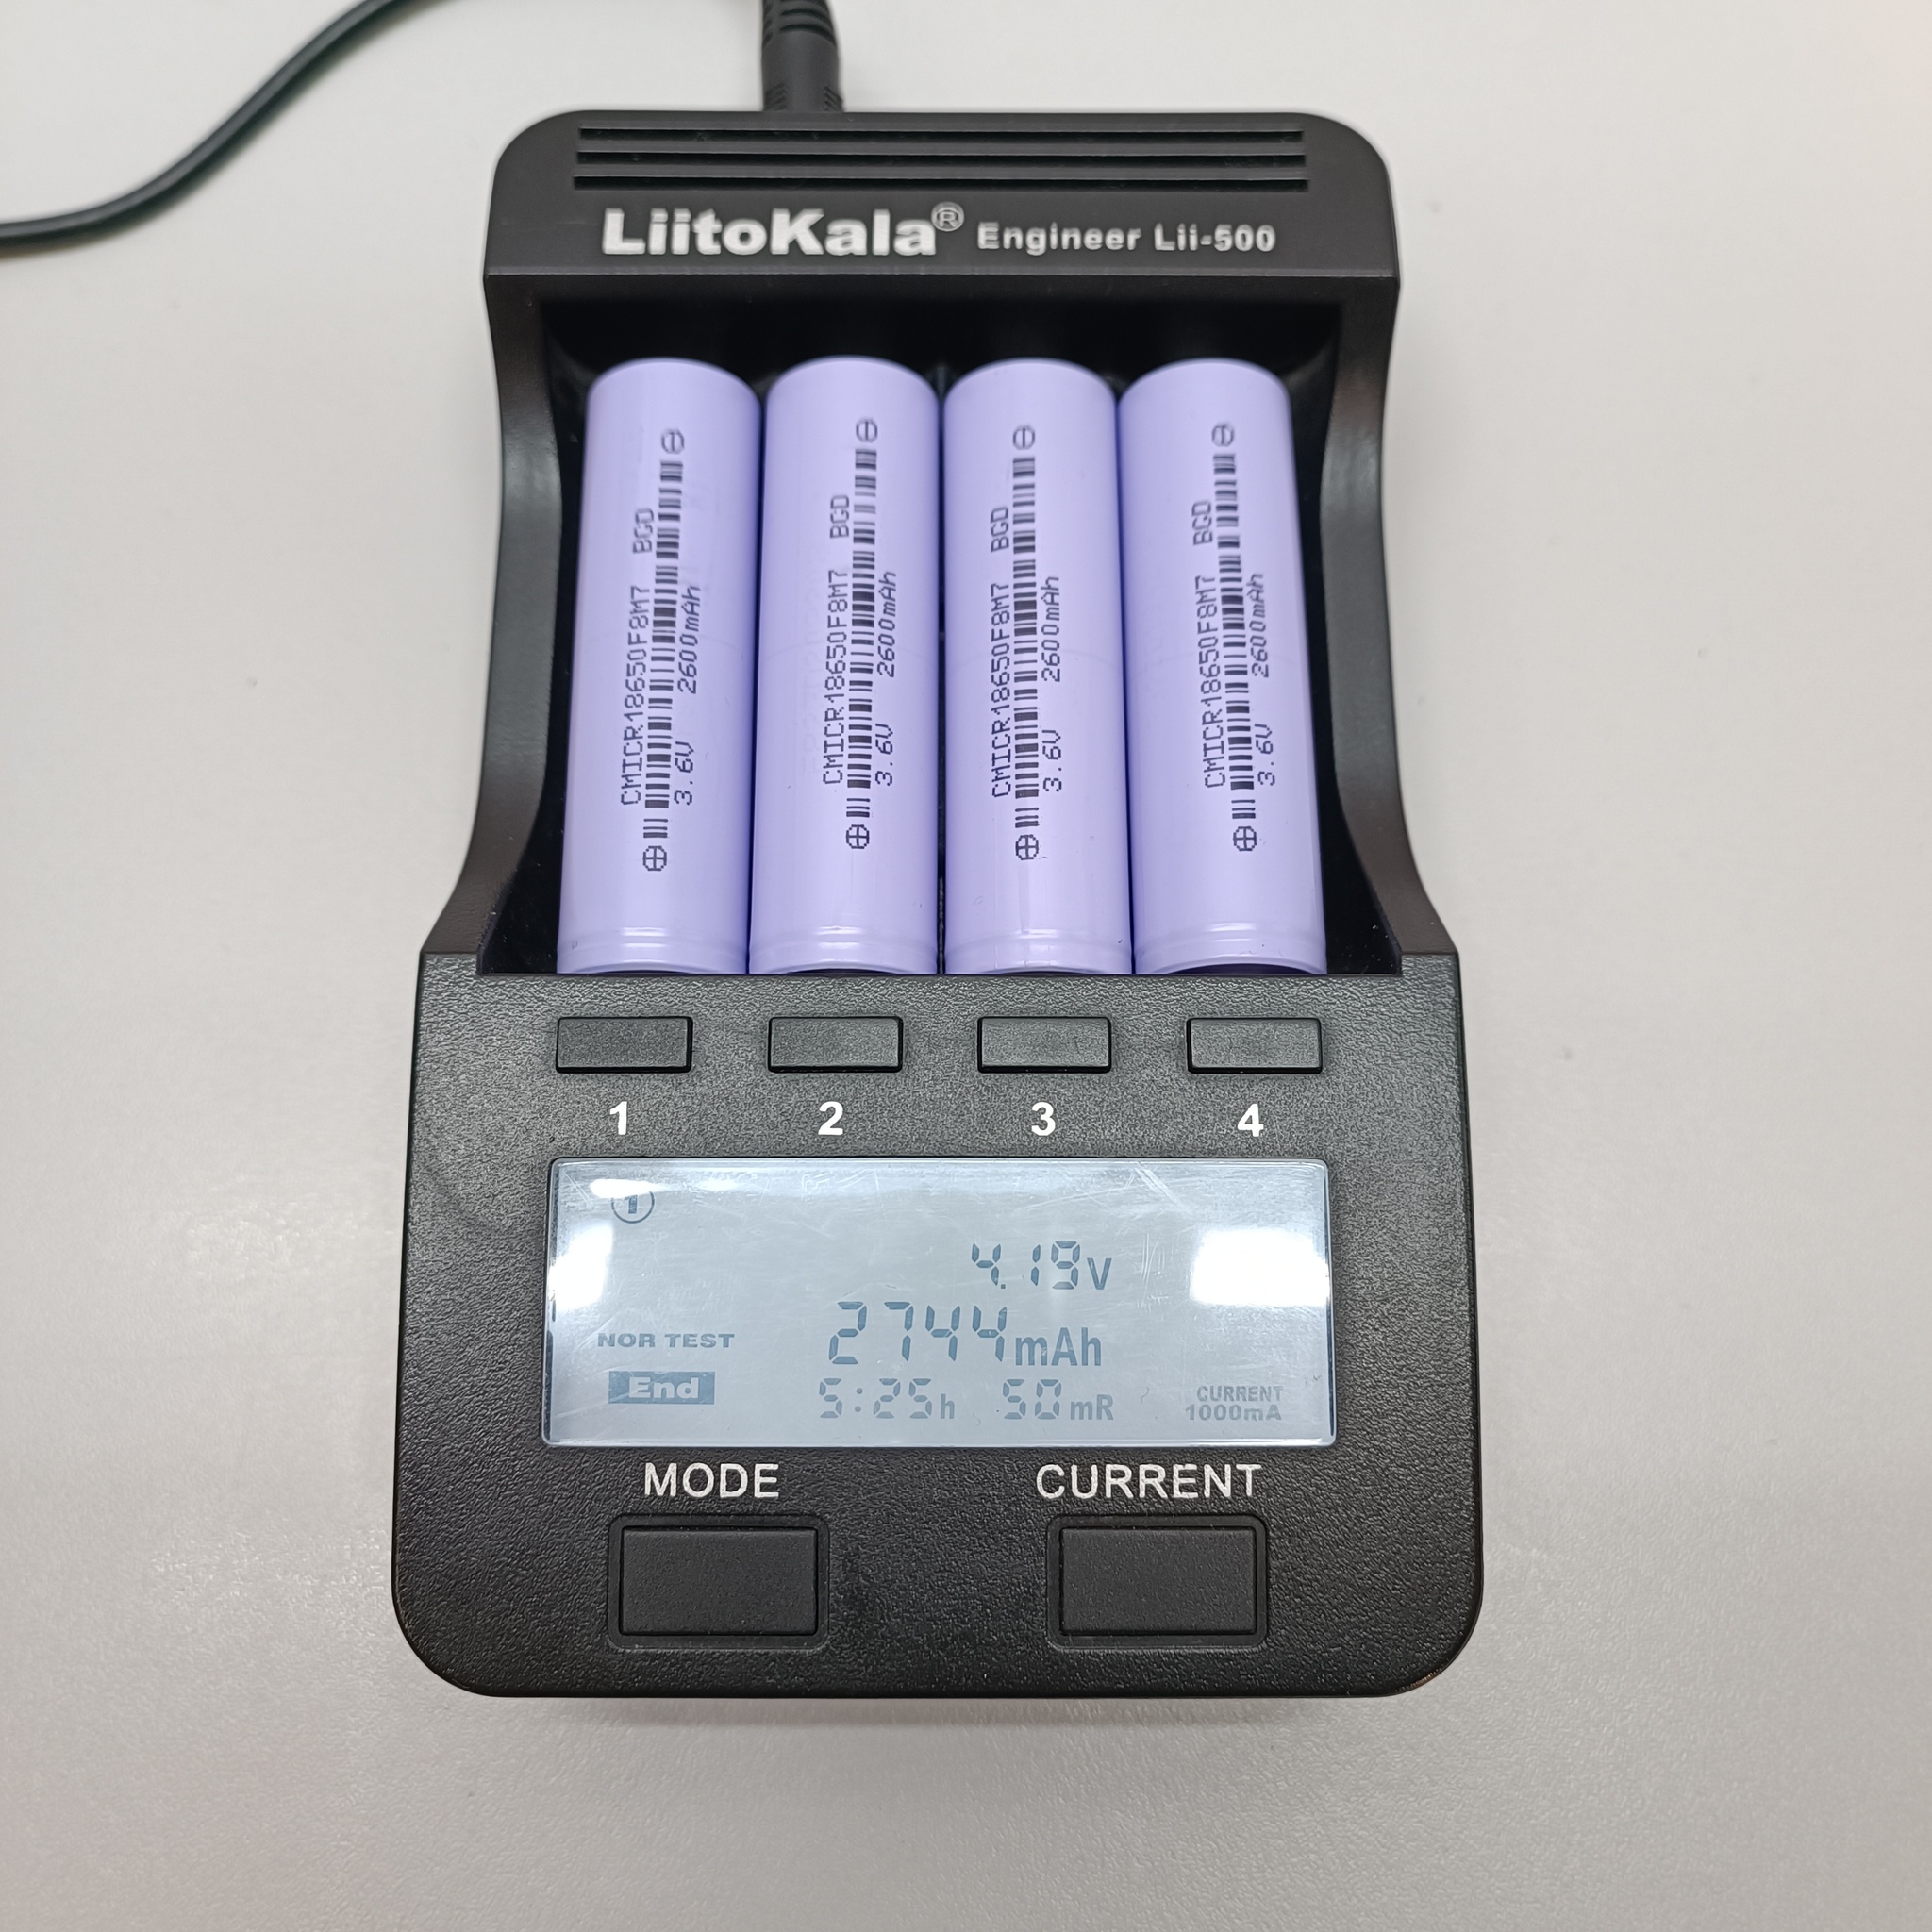 LiitoKala® Engineer Lii-500
CMICR18650F8M7 BGD
3.6V 2600mAh
CMICR18650F8M7 BGD
3.6V 2600mAh
CMICR18650F8M7 BGD
3.6V 2600mAh
CMICR18650F8M7 BGD
3.6V 2600mAh
1 2 3 4
1
4.19V
NOR TEST 2744mAh
End 5:25h 50mR CURRENT
1000mA
MODE CURRENT